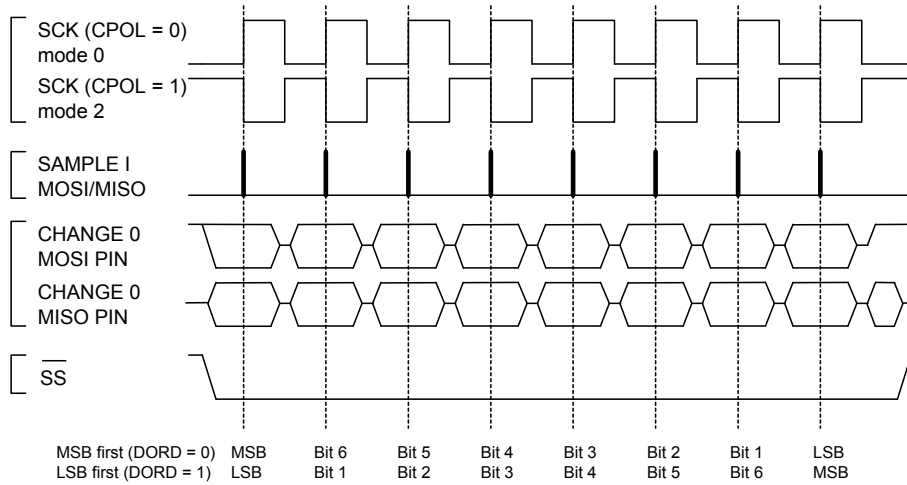 SCK (CPOL = 0)
mode 0
SCK (CPOL = 1)
mode 2
SAMPLE I
MOSI/MISO
CHANGE 0
MOSI PIN
CHANGE 0
MISO PIN
SS
MSB first (DORD = 0) MSB Bit 6 Bit 5 Bit 4 Bit 3 Bit 2 Bit 1 LSB
LSB first (DORD = 1) LSB Bit 1 Bit 2 Bit 3 Bit 4 Bit 5 Bit 6 MSB